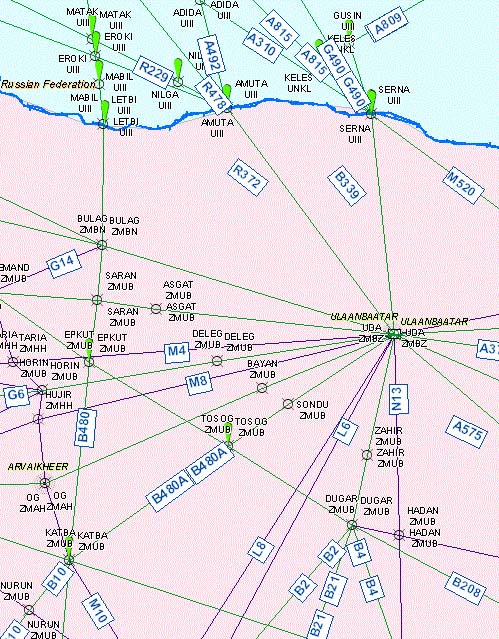 MATAK
UIII
MATAK
UIII
EROKI
UIII
EROKI
UIII
ADIDA
UIII
ADIDA
UIII
A492
A815
A310
GUSIN
UIII
KELES
UNKL
A809
Russian Federation
MABIL
UIII
MABIL
UIII
LETBI
UIII
LETBI
UIII
R229
NILGA
UIII
R478
AMUTA
UIII
AMUTA
UIII
KELES
UNKL
A815
G490
G490
SERNA
UIII
SERNA
UIII
R372
B339
M520
BULAG
ZMBN
BULAG
ZMBN
G14
EMAND
ZMUB
SARAN
ZMUB
SARAN
ZMUB
ASGAT
ZMUB
ASGAT
ZMUB
ULAANBAATAR
ULAANBAATAR
UDA
ZMBZ
UDA
ZMBZ
TARIA
ZMHH
HORIN
ZMUB
HORIN
ZMUB
EPKUT
ZMUB
EPKUT
ZMUB
M4
DELEG
ZMUB
DELEG
ZMUB
A37
G6
HUJIR
ZMHH
M8
BAYAN
ZMUB
SONDU
ZMUB
N13
B480
TOSOG
ZMUB
TOSOG
ZMUB
L6
A575
ZAHIR
ZMUB
ZAHIR
ZMUB
ARVAIKHEER
OG
ZMAH
OG
ZMAH
B480A
B480A
DUGAR
ZMUB
DUGAR
ZMUB
HADAN
ZMUB
HADAN
ZMUB
KATBA
ZMUB
KATBA
ZMUB
L8
B2
B2
B4
B4
B21
B21
B208
B10
M10
NURUN
ZMUB
NURUN
ZMUB